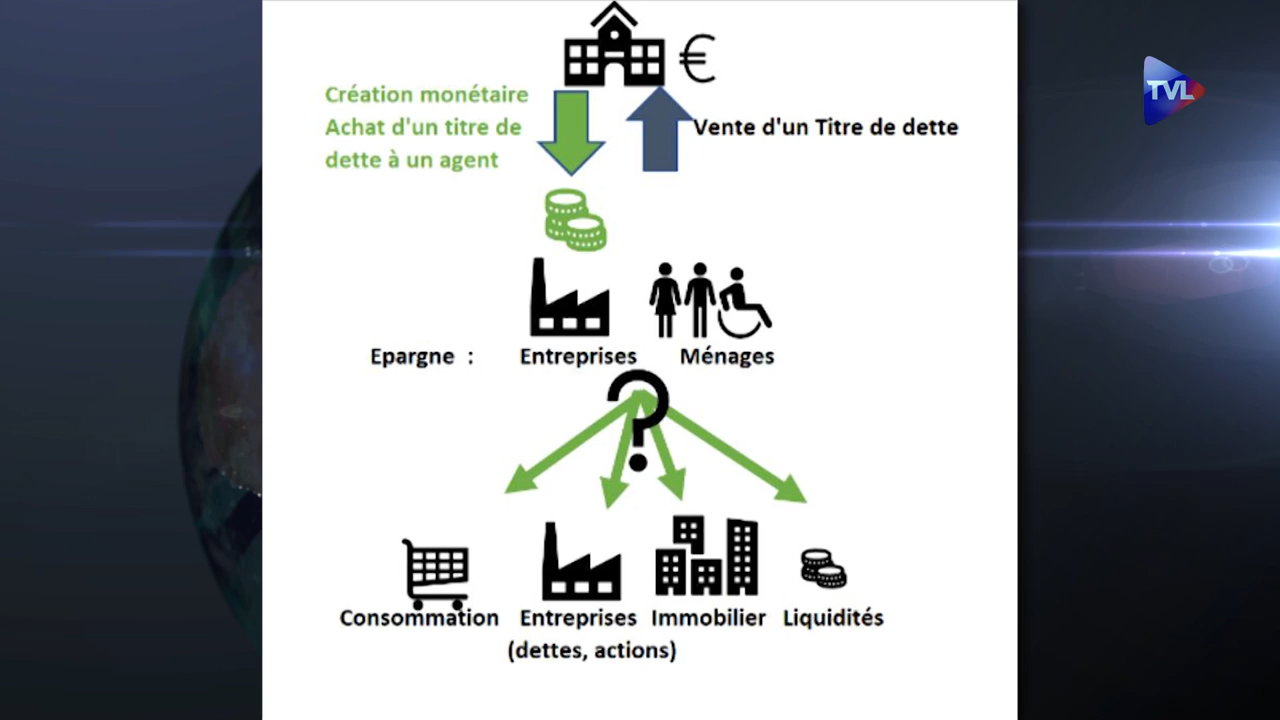 €
TVL
Création monétaire
Achat d'un titre de
dette à un agent
Vente d'un Titre de dette
Epargne :
Entreprises
Ménages
?
Consommation
Entreprises
(dettes, actions)
Immobilier
Liquidités